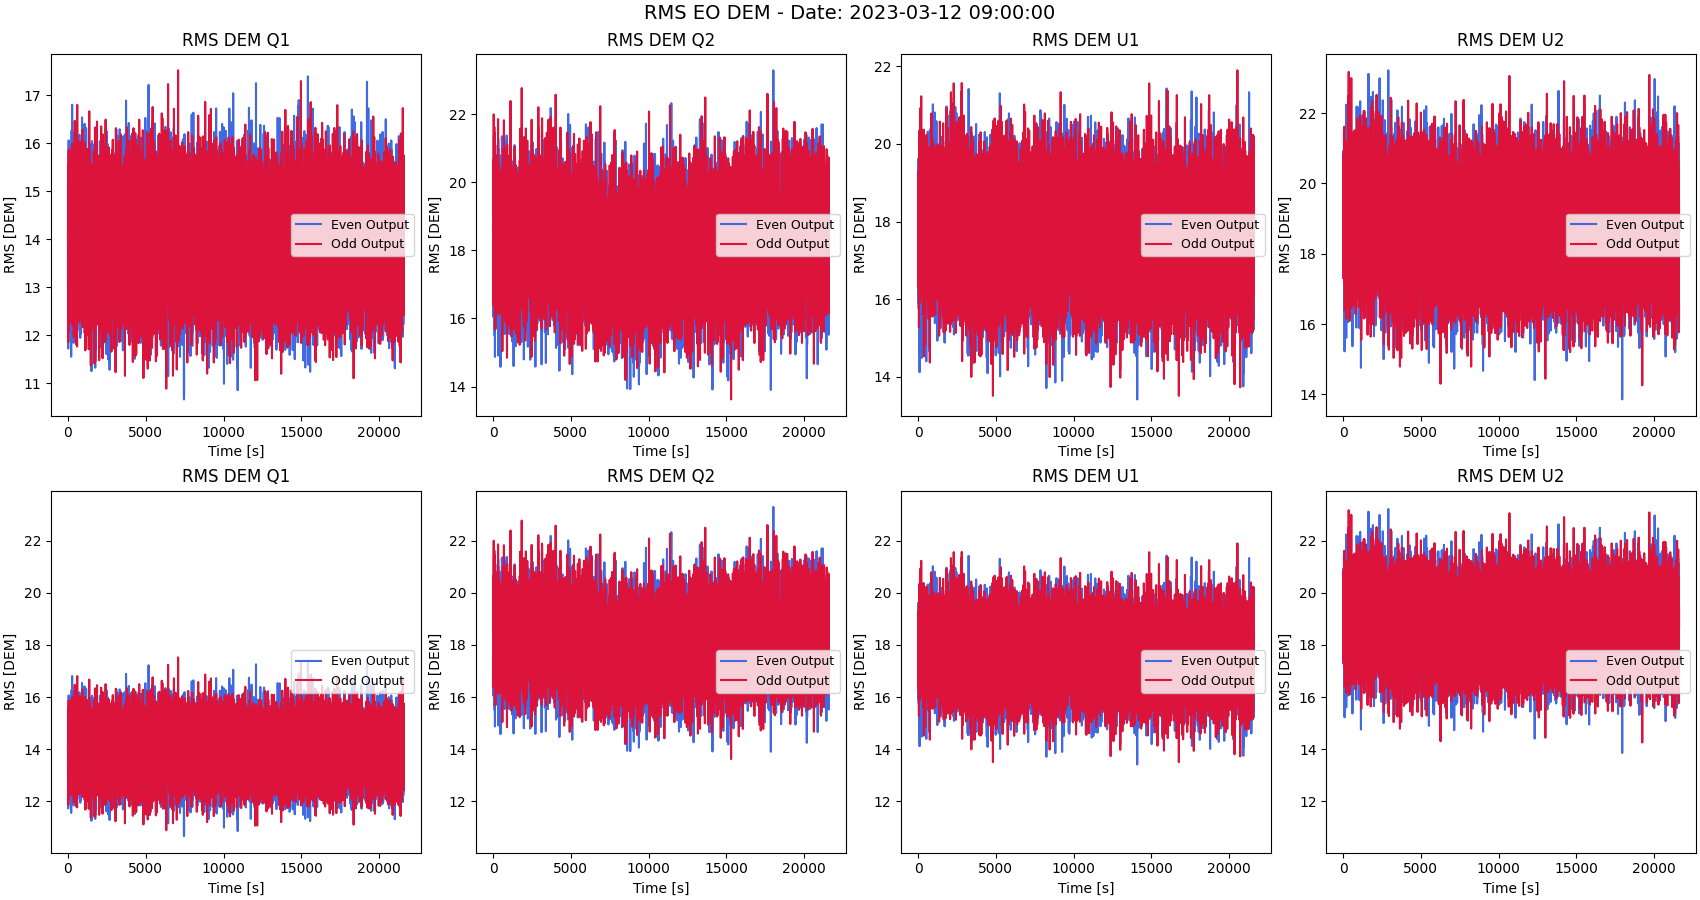 RMS EO DEM - Date: 2023-03-12 09:00:00
RMS DEM Q1
RMS [DEM]
17
16
15
14
13
12
11
Even Output
Odd Output
0 5000 10000 15000 20000
Time [s]
RMS DEM Q2
RMS [DEM]
22
20
18
16
14
Even Output
Odd Output
0 5000 10000 15000 20000
Time [s]
RMS DEM U1
RMS [DEM]
22
20
18
16
14
Even Output
Odd Output
0 5000 10000 15000 20000
Time [s]
RMS DEM U2
RMS [DEM]
22
20
18
16
14
Even Output
Odd Output
0 5000 10000 15000 20000
Time [s]
RMS DEM Q1
RMS [DEM]
22
20
18
16
14
12
Even Output
Odd Output
0 5000 10000 15000 20000
Time [s]
RMS DEM Q2
RMS [DEM]
22
20
18
16
14
12
Even Output
Odd Output
0 5000 10000 15000 20000
Time [s]
RMS DEM U1
RMS [DEM]
22
20
18
16
14
12
Even Output
Odd Output
0 5000 10000 15000 20000
Time [s]
RMS DEM U2
RMS [DEM]
22
20
18
16
14
12
Even Output
Odd Output
0 5000 10000 15000 20000
Time [s]